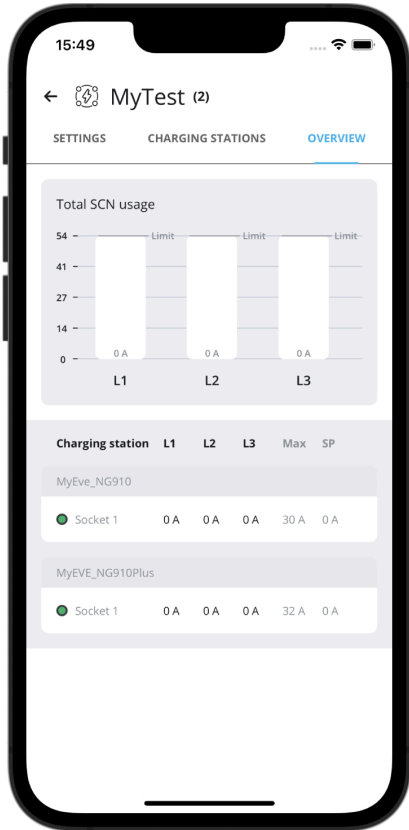 15:49
MyTest (2)
SETTINGS CHARGING STATIONS OVERVIEW
Total SCN usage
54 Limit Limit Limit
41
27
14
0 0 A 0 A 0 A
L1 L2 L3
Charging station L1 L2 L3 Max SP
MyEve_NG910
Socket 1 0 A 0 A 0 A 30 A 0 A
MyEVE_NG910Plus
Socket 1 0 A 0 A 0 A 32 A 0 A